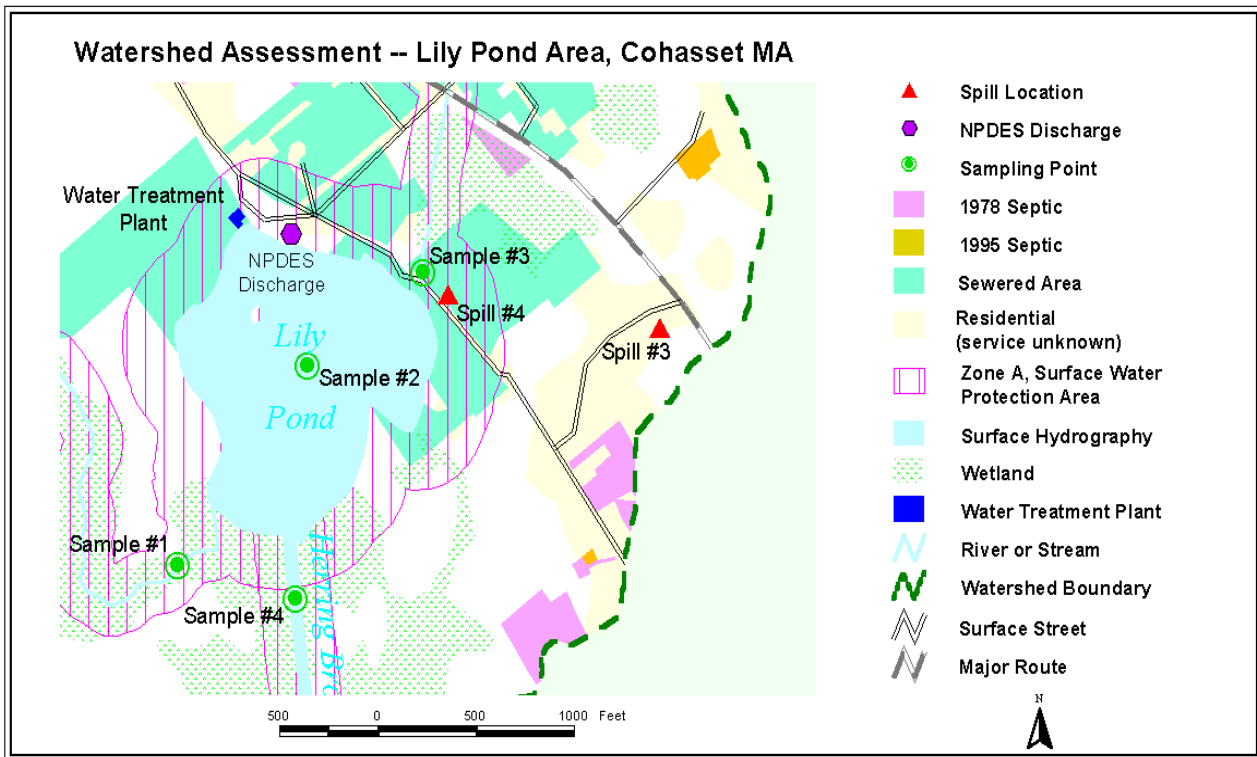 Watershed Assessment -- Lily Pond Area, Cohasset MA
Water Treatment
Plant
NPDES
Discharge
Sample #3
Spill #4
Lily
Spill #3
Sample #2
Pond
Sample #1
Sample #4
Herring Bro
500 0 500 1000 Feet
Spill Location
NPDES Discharge
Sampling Point
1978 Septic
1995 Septic
Sewered Area
Residential
(service unknown)
Zone A, Surface Water
Protection Area
Surface Hydrography
Wetland
Water Treatment Plant
River or Stream
Watershed Boundary
Surface Street
Major Route
N